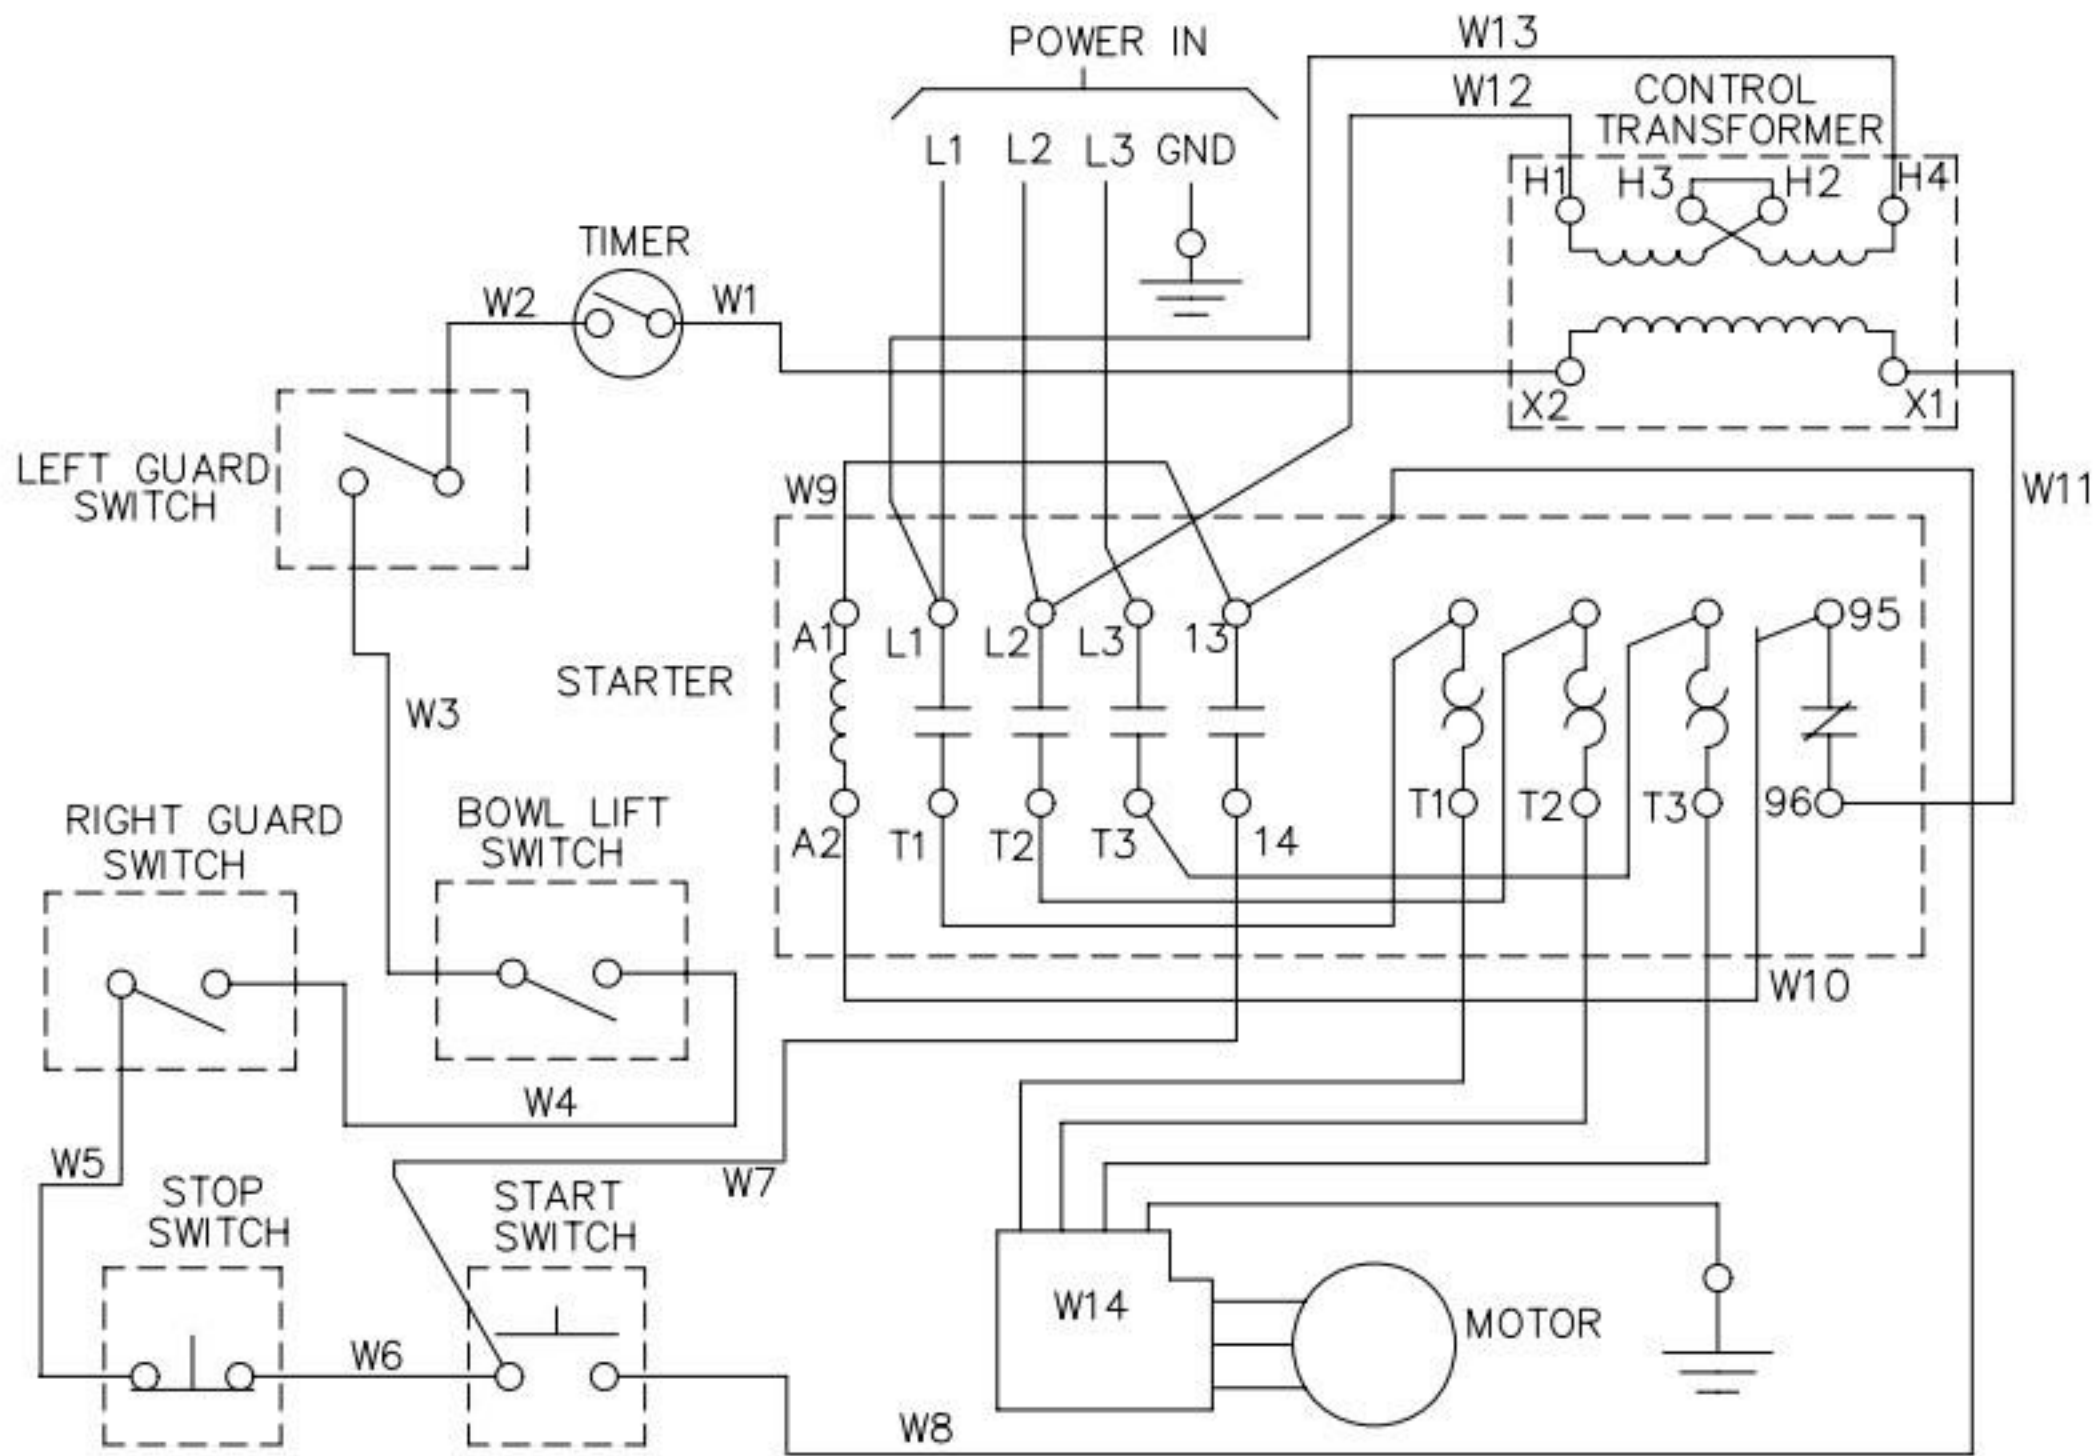 POWER IN
W13
W12
CONTROL
TRANSFORMER
L1 L2 L3 GND
H1 H3 H2 H4
TIMER
W2
W1
X2
X1
LEFT GUARD
SWITCH
W9
W11
A1
L1
L2
L3
13
95
STARTER
W3
A2
T1
T2
T3
14
T1
T2
T3
96
RIGHT GUARD
SWITCH
BOWL LIFT
SWITCH
W10
W4
W5
W7
STOP
SWITCH
START
SWITCH
W14
MOTOR
W6
W8